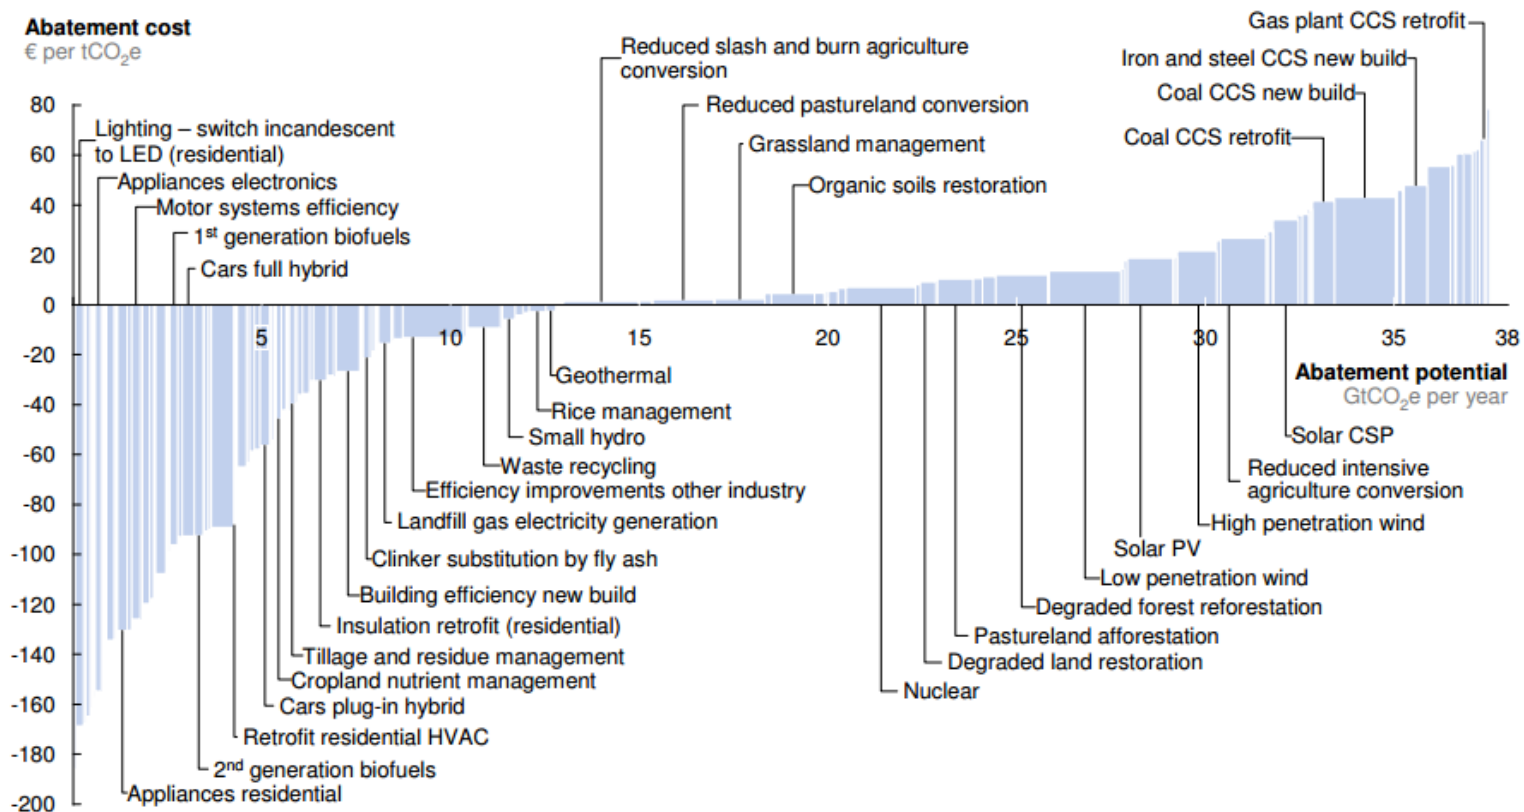 Abatement cost
€ per tCO₂e
80
60
40
20
0
-20
-40
-60
-80
-100
-120
-140
-160
-180
-200
Lighting – switch incandescent
to LED (residential)
Appliances electronics
Motor systems efficiency
1st generation biofuels
Cars full hybrid
Reduced slash and burn agriculture
conversion
Reduced pastureland conversion
Grassland management
Organic soils restoration
Gas plant CCS retrofit
Iron and steel CCS new build
Coal CCS new build
Coal CCS retrofit
5
10
15
20
25
30
35
38
Abatement potential
GtCO₂e per year
Geothermal
Rice management
Small hydro
Waste recycling
Efficiency improvements other industry
Landfill gas electricity generation
Clinker substitution by fly ash
Building efficiency new build
Insulation retrofit (residential)
Tillage and residue management
Cropland nutrient management
Cars plug-in hybrid
Retrofit residential HVAC
2nd generation biofuels
Appliances residential
Solar CSP
Reduced intensive
agriculture conversion
High penetration wind
Solar PV
Low penetration wind
Degraded forest reforestation
Pastureland afforestation
Degraded land restoration
Nuclear